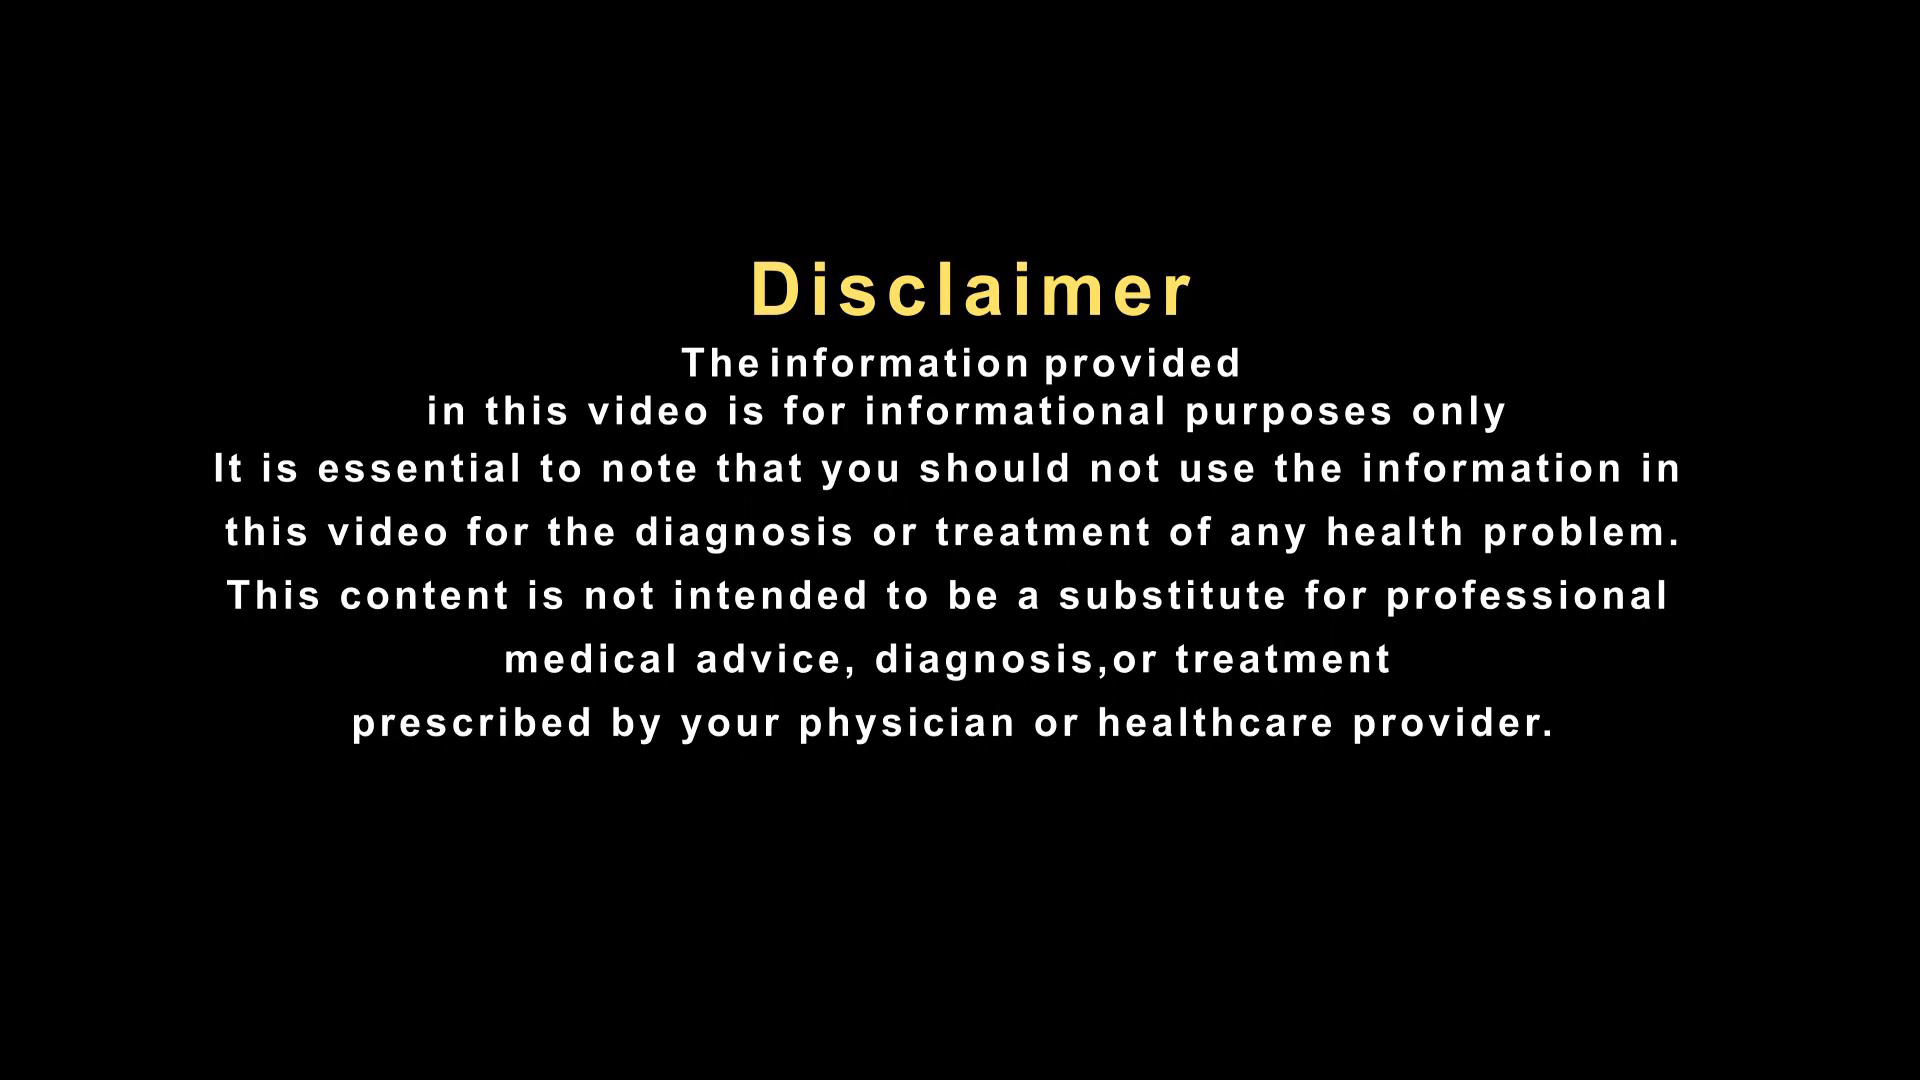 Disclaimer
The information provided
in this video is for informational purposes only
It is essential to note that you should not use the information in
this video for the diagnosis or treatment of any health problem.
This content is not intended to be a substitute for professional
medical advice, diagnosis,or treatment
prescribed by your physician or healthcare provider.